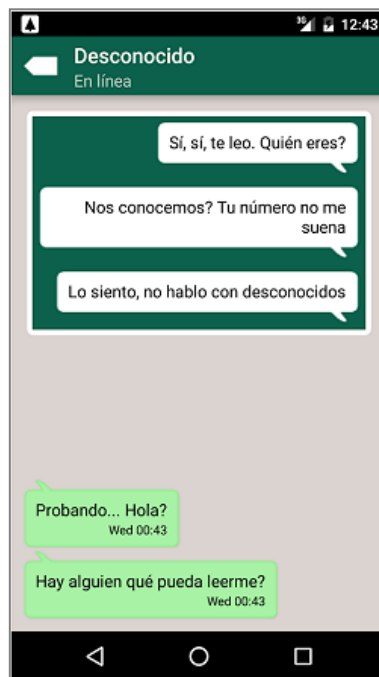 3G 12:43
Desconocido
En línea
Sí, sí, te leo. Quién eres?
Nos conocemos? Tu número no me
suena
Lo siento, no hablo con desconocidos
Probando... Hola?
Wed 00:43
Hay alguien qué pueda leerme?
Wed 00:43